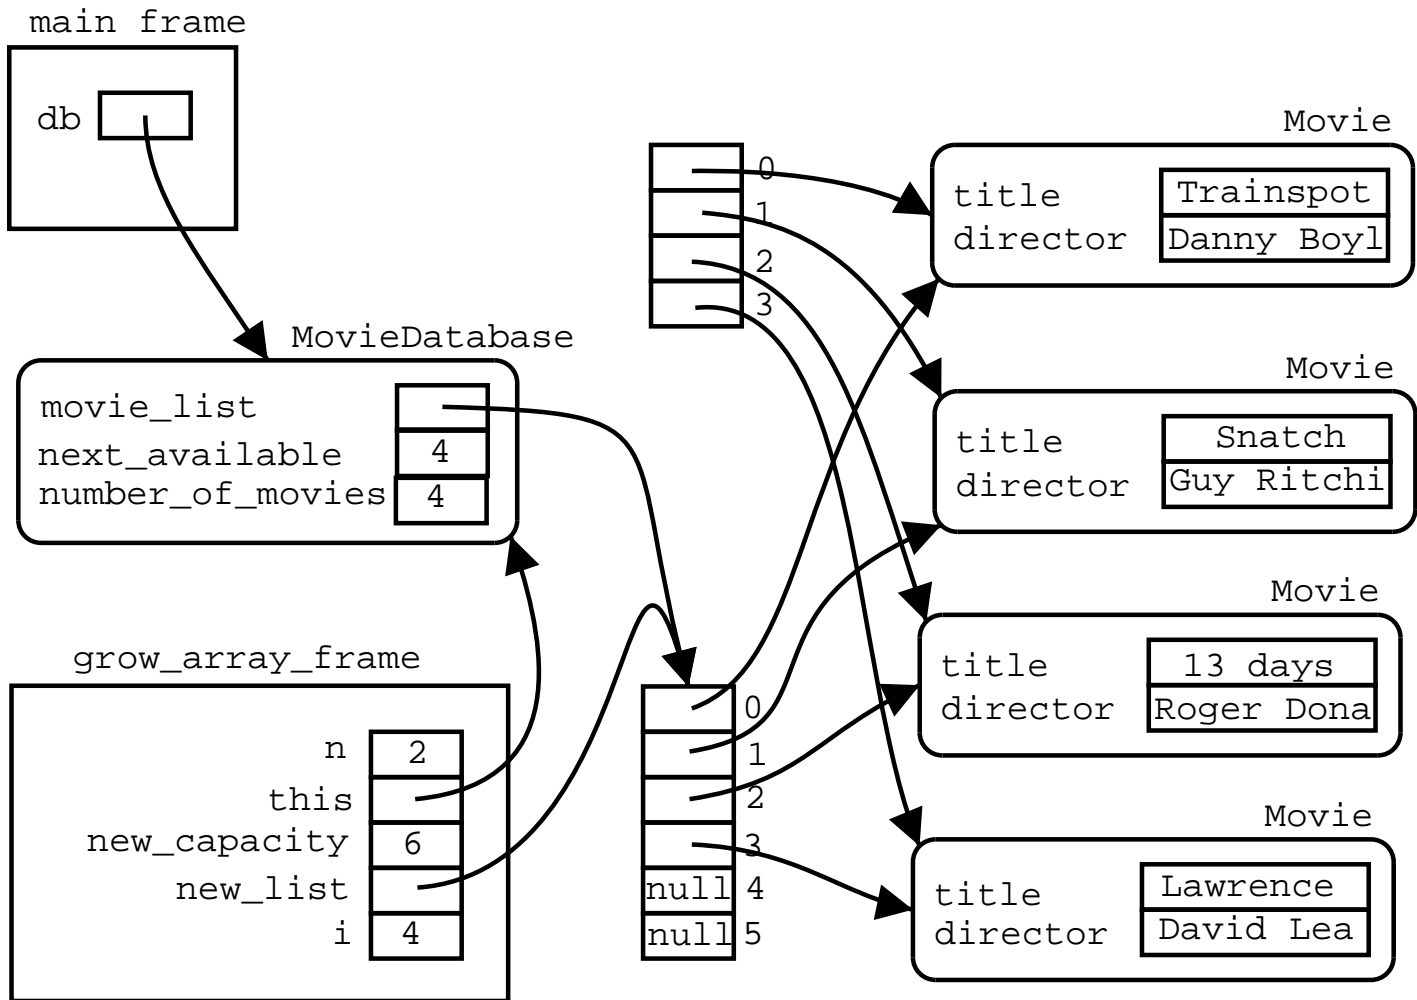 main frame
db
MovieDatabase
movie_list
next_available 4
number_of_movies 4
grow_array_frame
n 2
this
new_capacity 6
new_list
i 4
0
1
2
3
0
1
2
3
null 4
null 5
Movie
title Trainspot
director Danny Boyl
Movie
title Snatch
director Guy Ritchi
Movie
title 13 days
director Roger Dona
Movie
title Lawrence
director David Lea